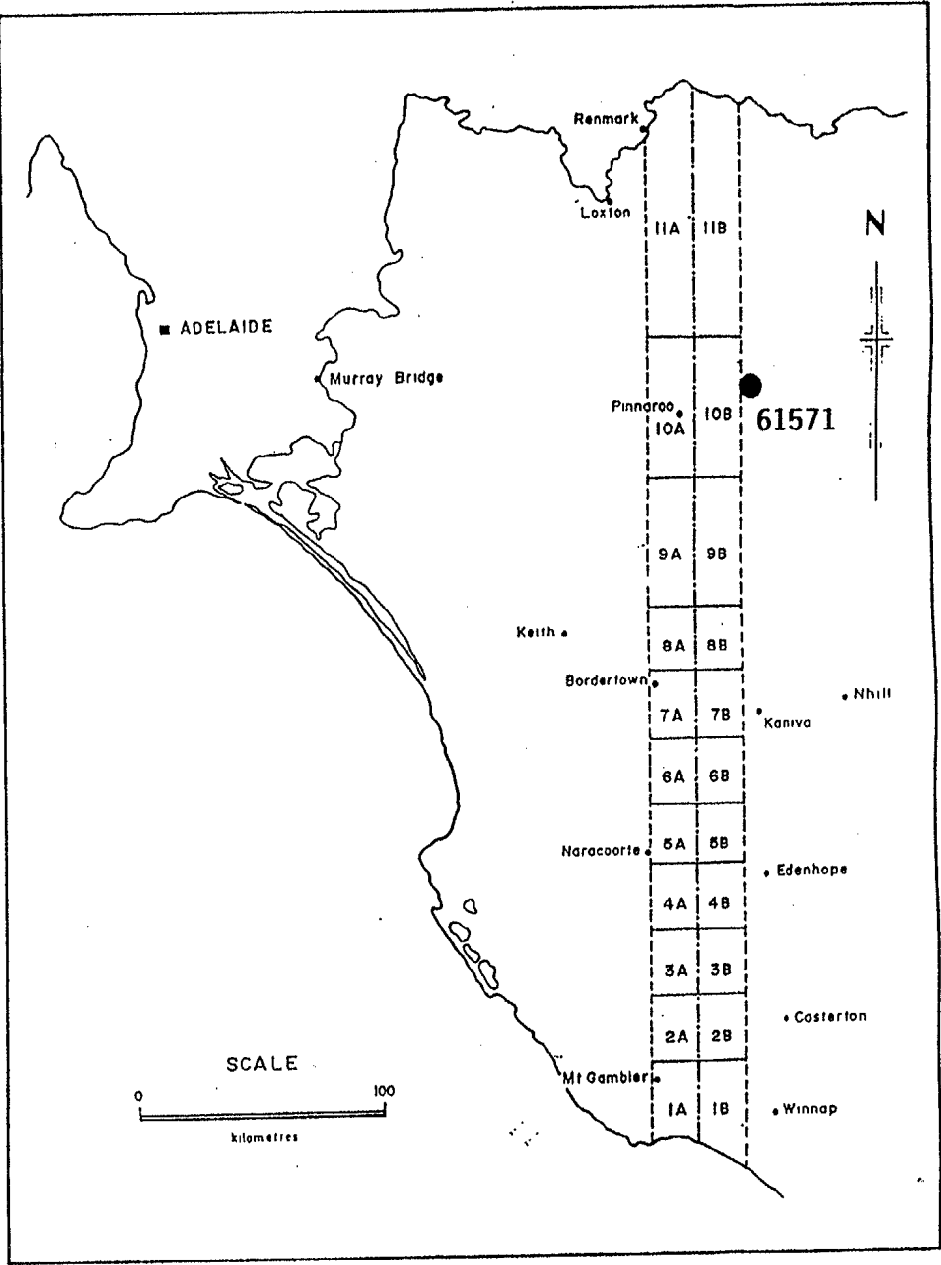 Renmark
Loxton
11A 11B
N
ADELAIDE
Murray Bridge
Pinnaroo
10A 10B
61571
9A 9B
Keith
8A 8B
Bordertown
Nhill
7A 7B
Kaniva
6A 6B
Naracoorte
5A 5B
Edenhope
4A 4B
3A 3B
Casterton
2A 2B
SCALE
Mt Gambier
0 100
1A 1B
Winnap
kilometres